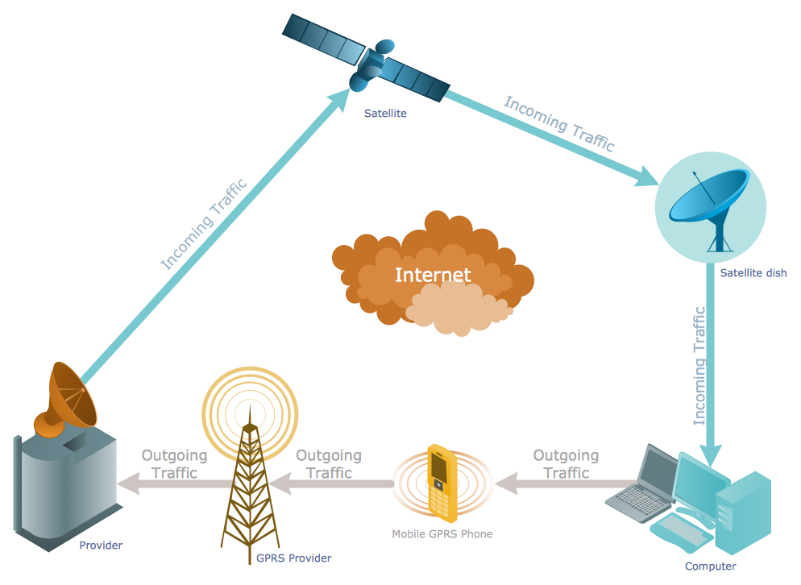 Satellite
Incoming Traffic
Incoming Traffic
Satellite dish
Internet
Incoming Traffic
Outgoing
Traffic
Outgoing
Traffic
Outgoing
Traffic
Mobile GPRS Phone
Provider
GPRS Provider
Computer